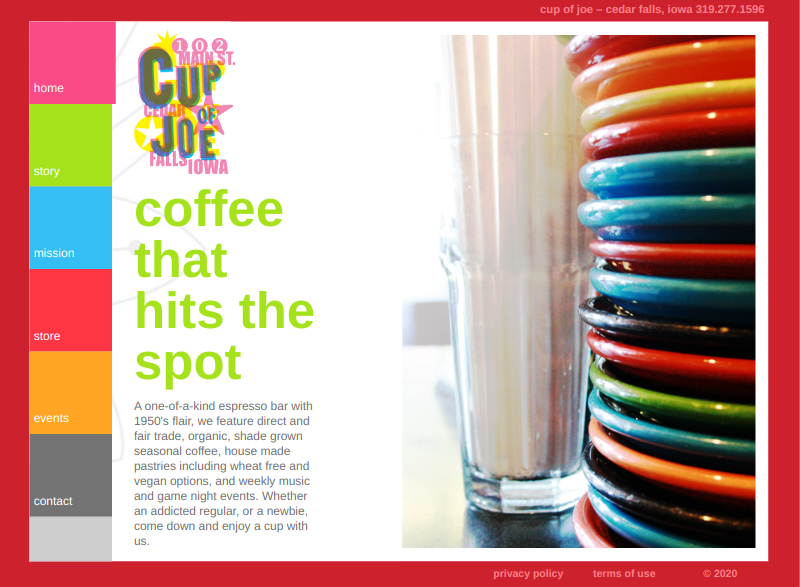 cup of joe – cedar falls, iowa 319.277.1596
home
story
mission
store
events
contact
102
MAIN ST.
CUP
CEDAR OF
JOE
FALLS IOWA
coffee
that
hits the
spot
A one-of-a-kind espresso bar with
1950's flair, we feature direct and
fair trade, organic, shade grown
seasonal coffee, house made
pastries including wheat free and
vegan options, and weekly music
and game night events. Whether
an addicted regular, or a newbie,
come down and enjoy a cup with
us.
privacy policy terms of use © 2020